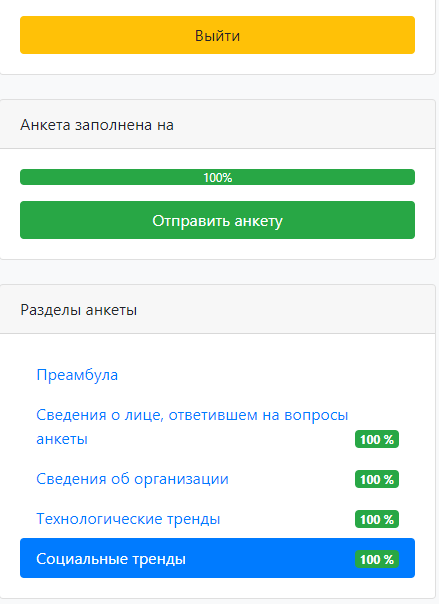 Выйти
Анкета заполнена на
100%
Отправить анкету
Разделы анкеты
Преамбула
Сведения о лице, ответившем на вопросы
анкеты 100 %
Сведения об организации 100 %
Технологические тренды 100 %
Социальные тренды 100 %